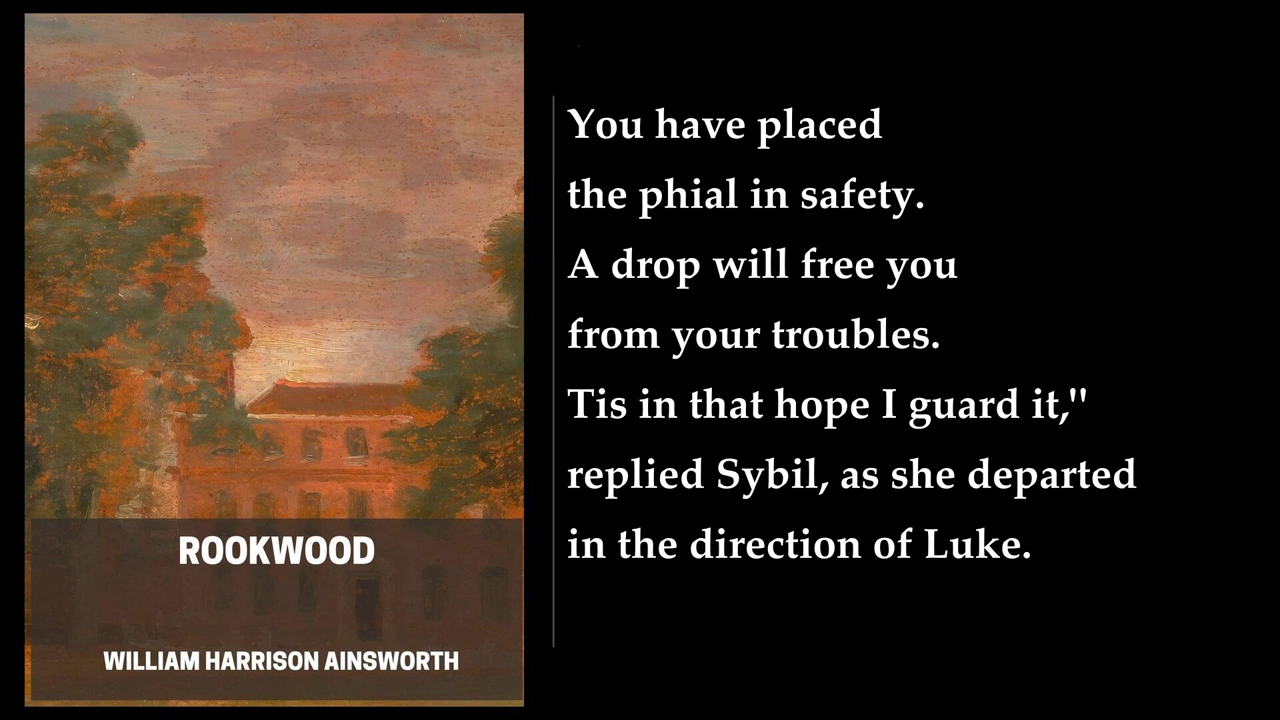 ROOKWOOD
WILLIAM HARRISON AINSWORTH
You have placed
the phial in safety.
A drop will free you
from your troubles.
Tis in that hope I guard it,"
replied Sybil, as she departed
in the direction of Luke.